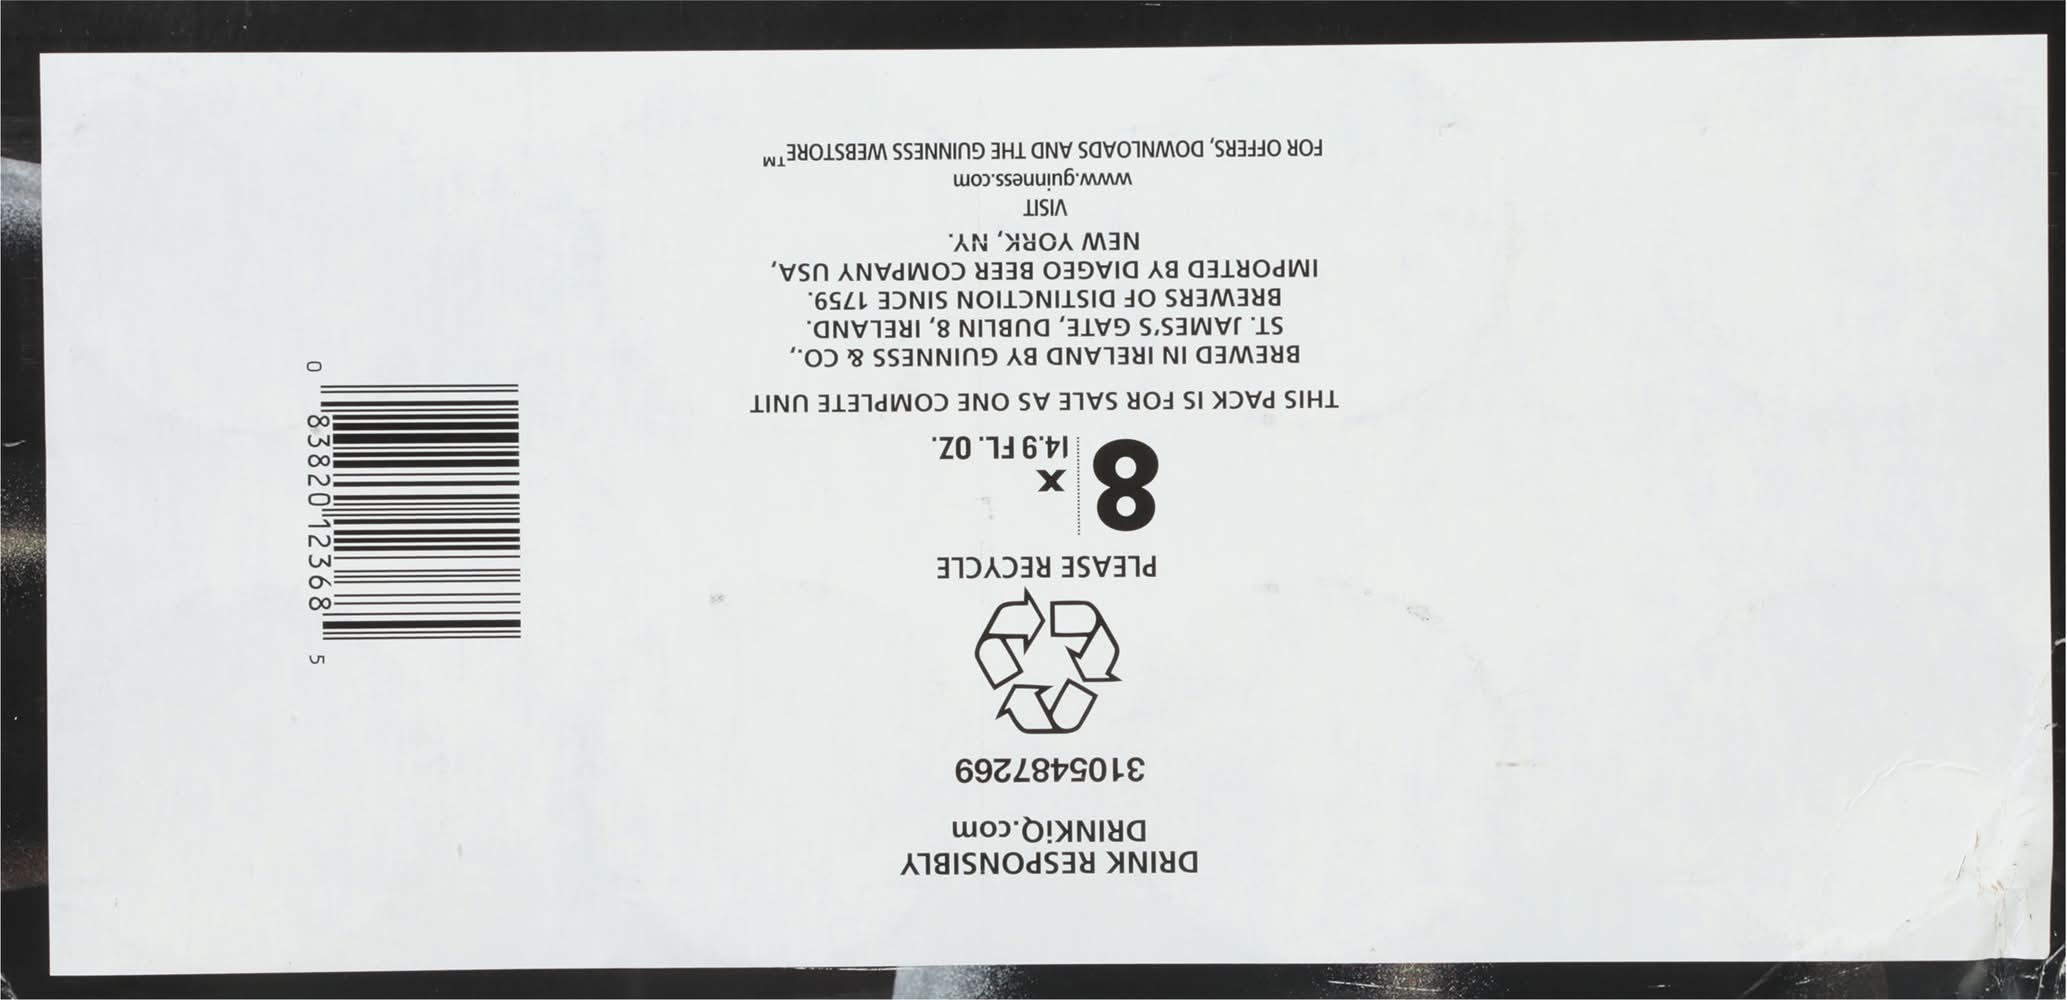 DRINK RESPONSIBLY
DRINKiQ.com
3105487269
PLEASE RECYCLE
8 x
14.9 FL. OZ.
THIS PACK IS FOR SALE AS ONE COMPLETE UNIT
BREWED IN IRELAND BY GUINNESS & CO.,
ST. JAMES'S GATE, DUBLIN 8, IRELAND.
BREWERS OF DISTINCTION SINCE 1759.
IMPORTED BY DIAGEO BEER COMPANY USA,
NEW YORK, NY.
VISIT
www.guinness.com
FOR OFFERS, DOWNLOADS AND THE GUINNESS WEBSTORE™
0 83820 12368 5